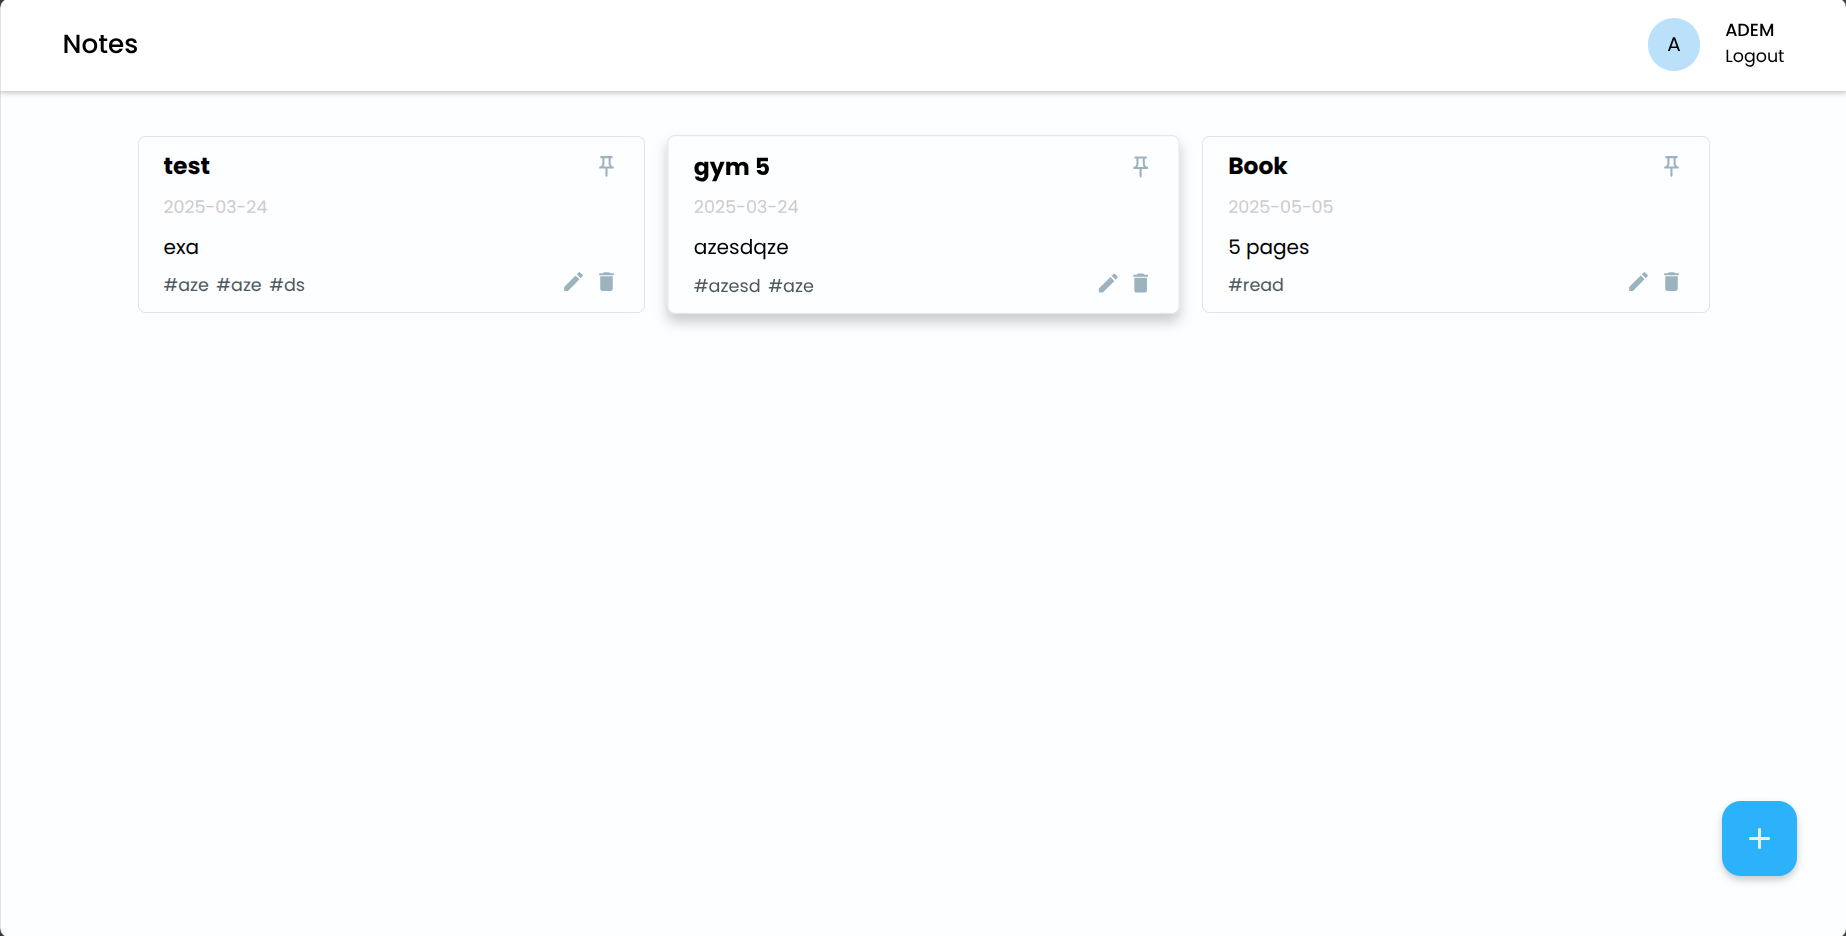 Notes
A
ADEM
Logout
test
2025-03-24
exa
#aze #aze #ds
gym 5
2025-03-24
azesdqze
#azesd #aze
Book
2025-05-05
5 pages
#read
+